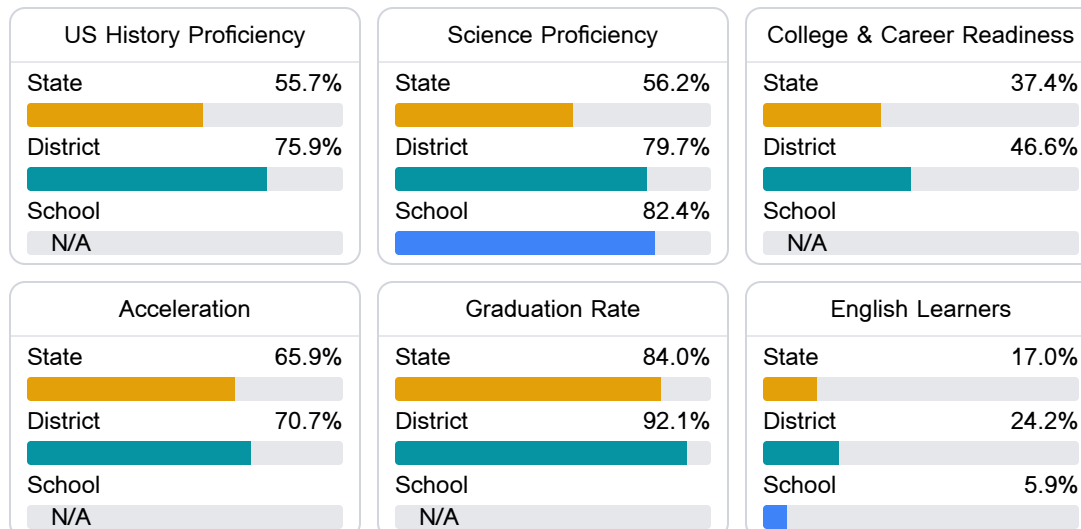 US History Proficiency
State 55.7%
District 75.9%
School
N/A
Science Proficiency
State 56.2%
District 79.7%
School 82.4%
College & Career Readiness
State 37.4%
District 46.6%
School
N/A
Acceleration
State 65.9%
District 70.7%
School
N/A
Graduation Rate
State 84.0%
District 92.1%
School
N/A
English Learners
State 17.0%
District 24.2%
School 5.9%